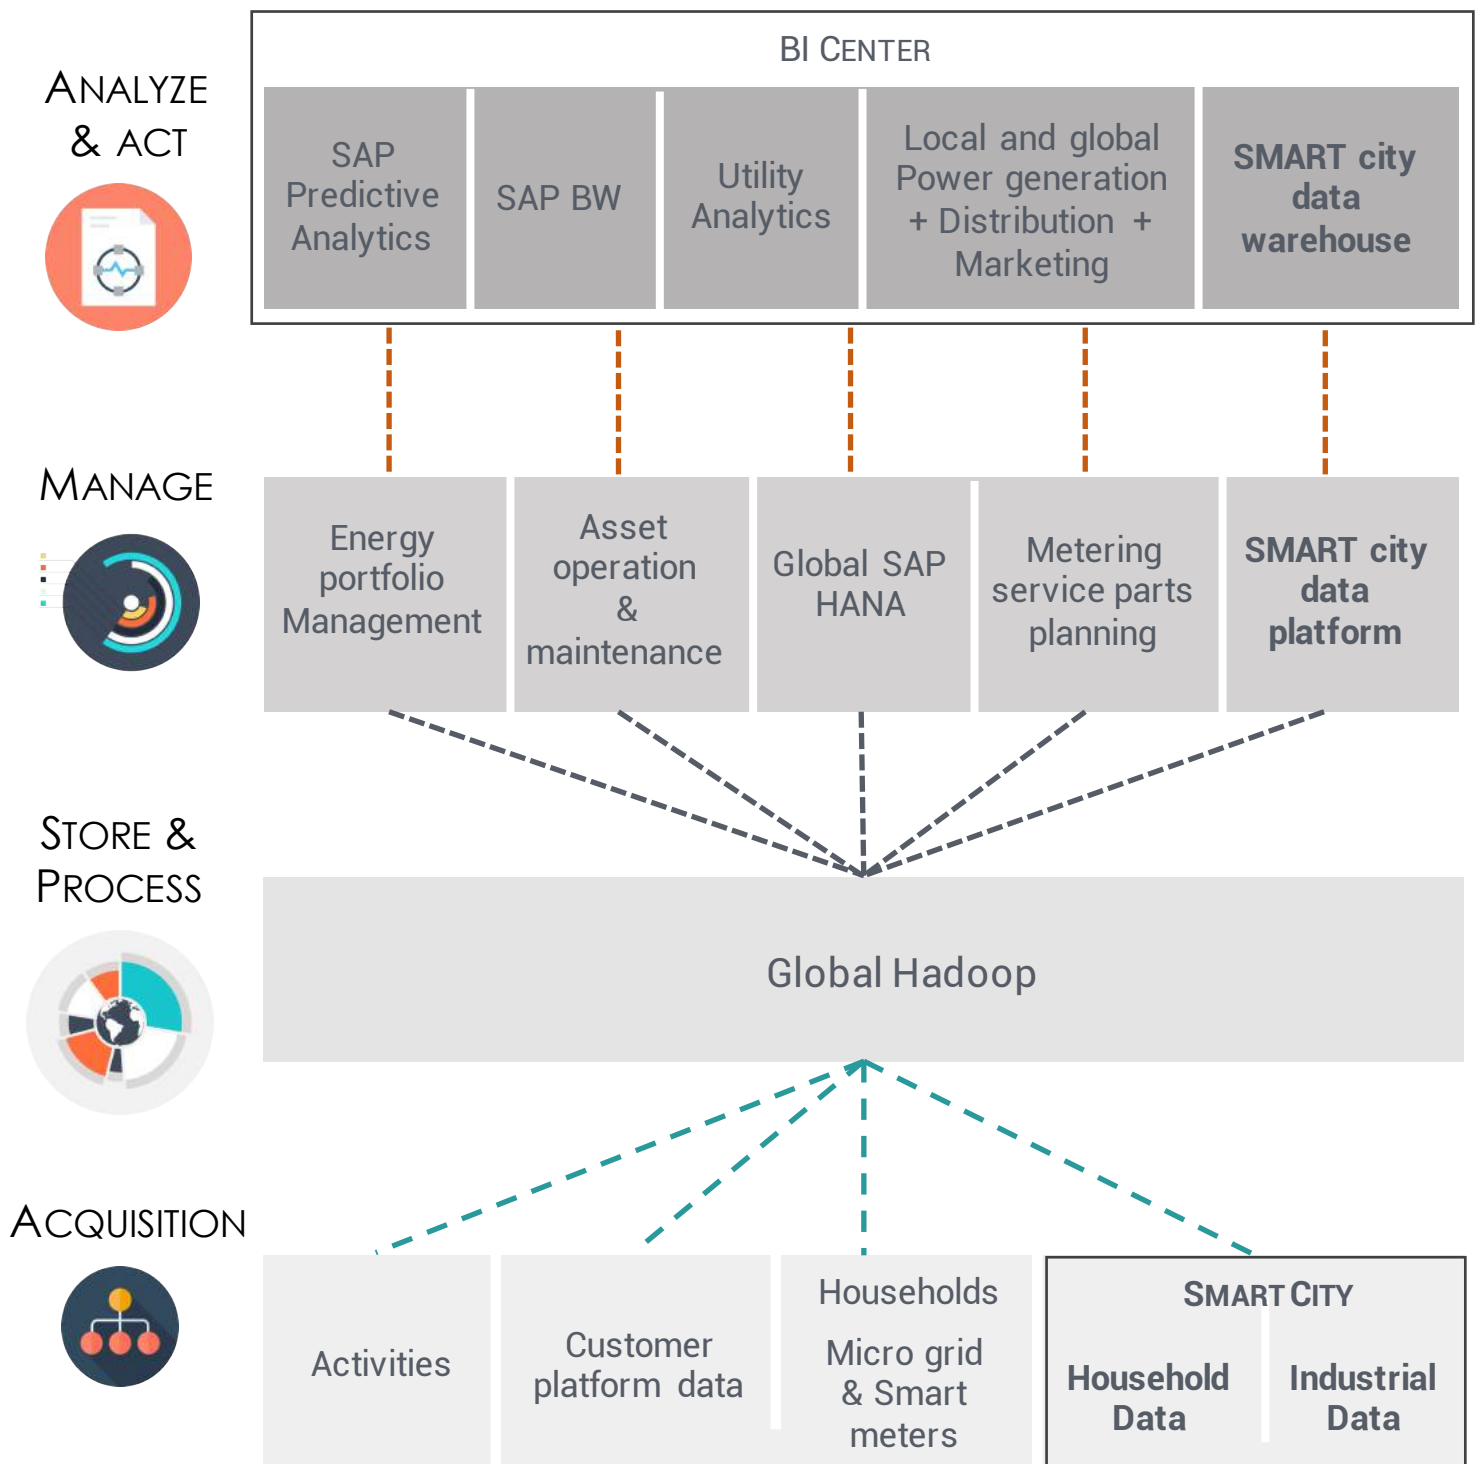 BI CENTER
ANALYZE
& ACT
SAP
Predictive
Analytics
SAP BW
Utility
Analytics
Local and global
Power generation
+ Distribution +
Marketing
SMART city
data
warehouse
MANAGE
Energy
portfolio
Management
Asset
operation
&
maintenance
Global SAP
HANA
Metering
service parts
planning
SMART city
data
platform
STORE &
PROCESS
Global Hadoop
ACQUISITION
Activities
Customer
platform data
Households
Micro grid
& Smart
meters
SMART CITY
Household
Data
Industrial
Data